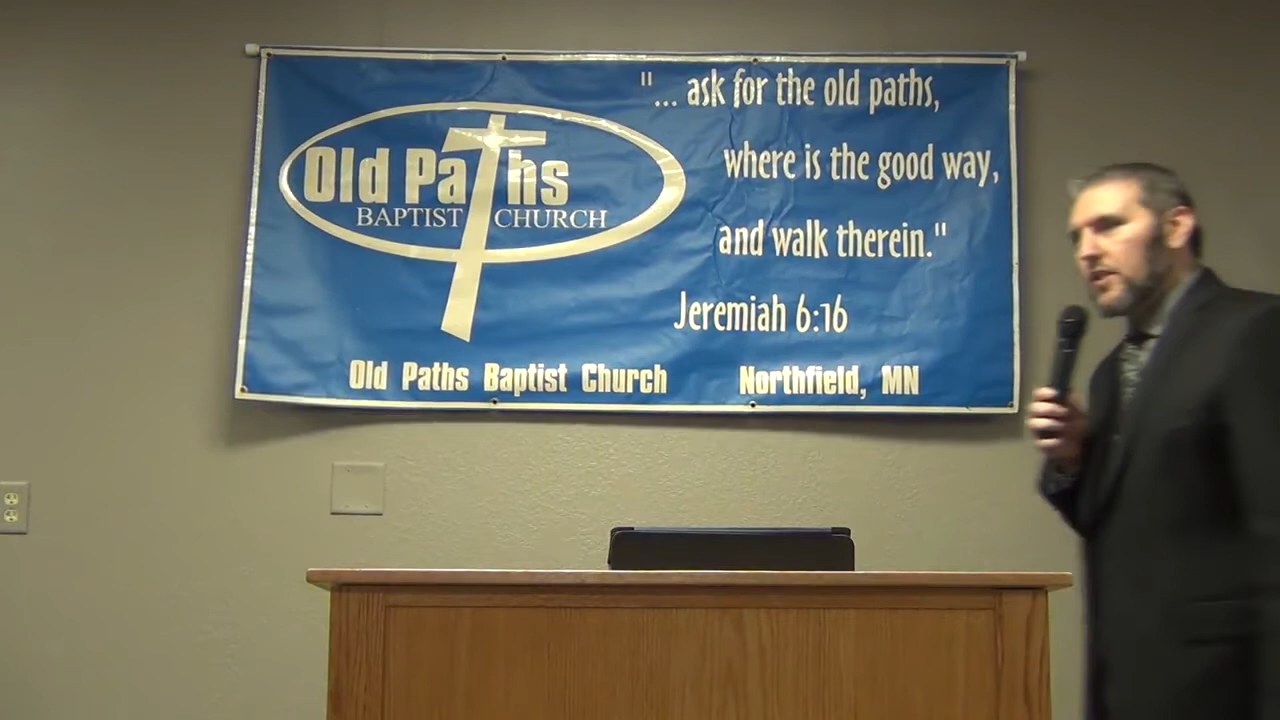 Old Paths
BAPTIST CHURCH
"... ask for the old paths,
where is the good way,
and walk therein."
Jeremiah 6:16
Old Paths Baptist Church Northfield, MN